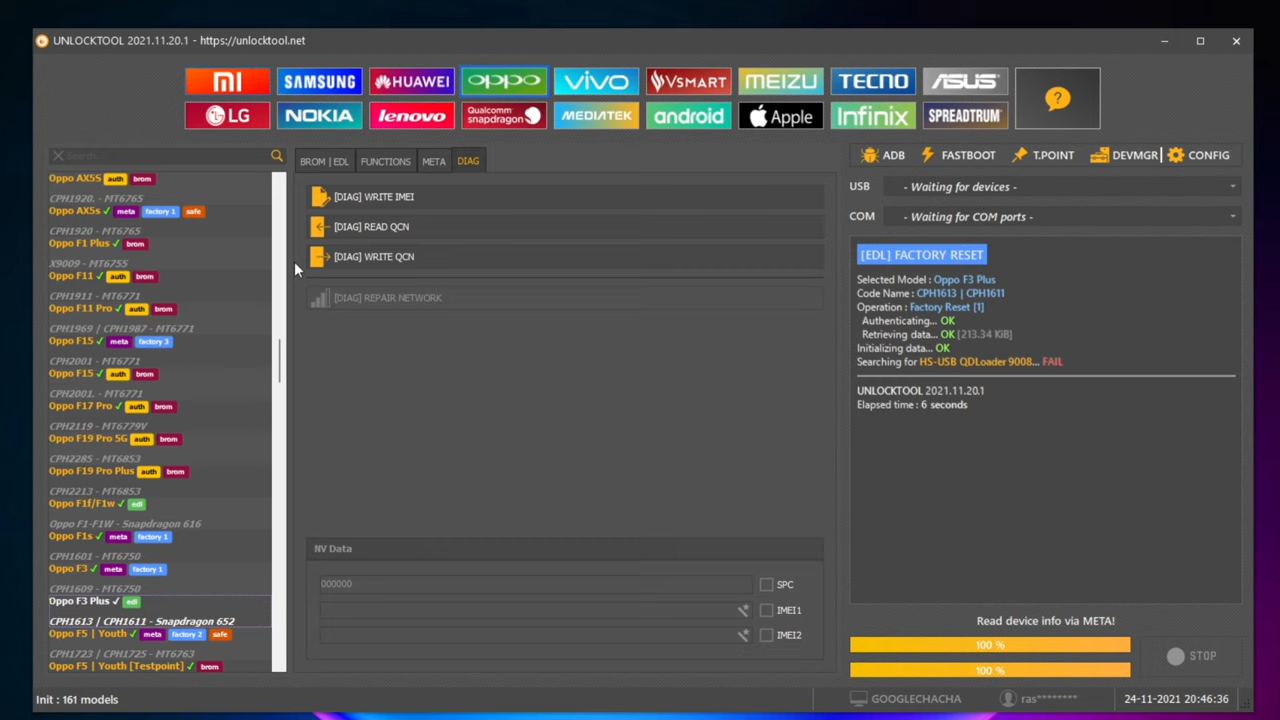 UNLOCKTOOL 2021.11.20.1 - https://unlocktool.net
MI SAMSUNG HUAWEI OPPO VIVO VSMART MEIZU TECNO ASUS
LG NOKIA lenovo Qualcomm snapdragon MEDIATEK android Apple Infinix SPREADTRUM ?
Search...
BROM | EDL FUNCTIONS META DIAG
ADB FASTBOOT T.POINT DEVMGR CONFIG
Oppo AX5S auth brom
CPH1920. - MT6765
Oppo AX5s ✓ meta factory 1 safe
CPH1920 - MT6765
Oppo F1 Plus ✓ brom
X9009 - MT6755
Oppo F11 ✓ auth brom
CPH1911 - MT6771
Oppo F11 Pro ✓ auth brom
CPH1969 | CPH1987 - MT6771
Oppo F15 ✓ meta factory 3
CPH2001 - MT6771
Oppo F15 ✓ auth brom
CPH2001. - MT6771
Oppo F17 Pro ✓ auth brom
CPH2119 - MT6779V
Oppo F19 Pro 5G auth brom
CPH2285 - MT6853
Oppo F19 Pro Plus auth brom
CPH2213 - MT6853
Oppo F1f/F1w ✓ edl
Oppo F1-F1W - Snapdragon 616
Oppo F1s ✓ meta factory 1
CPH1601 - MT6750
Oppo F3 ✓ meta factory 1
CPH1609 - MT6750
Oppo F3 Plus ✓ edl
CPH1613 / CPH1611 - Snapdragon 652
Oppo F5 | Youth ✓ meta factory 2 safe
CPH1723 | CPH1725 - MT6763
Oppo F5 | Youth [Testpoint] ✓ brom
[DIAG] WRITE IMEI
[DIAG] READ QCN
[DIAG] WRITE QCN
[DIAG] REPAIR NETWORK
NV Data
000000 SPC
IMEI1
IMEI2
USB - Waiting for devices -
COM - Waiting for COM ports -
[EDL] FACTORY RESET
Selected Model : Oppo F3 Plus
Code Name : CPH1613 | CPH1611
Operation : Factory Reset [1]
Authenticating... OK
Retrieving data... OK [213.34 KiB]
Initializing data... OK
Searching for HS-USB QDLoader 9008... FAIL
UNLOCKTOOL 2021.11.20.1
Elapsed time : 6 seconds
Read device info via META!
100 %
100 %
STOP
Init : 161 models
GOOGLECHACHA ras******** 24-11-2021 20:46:36